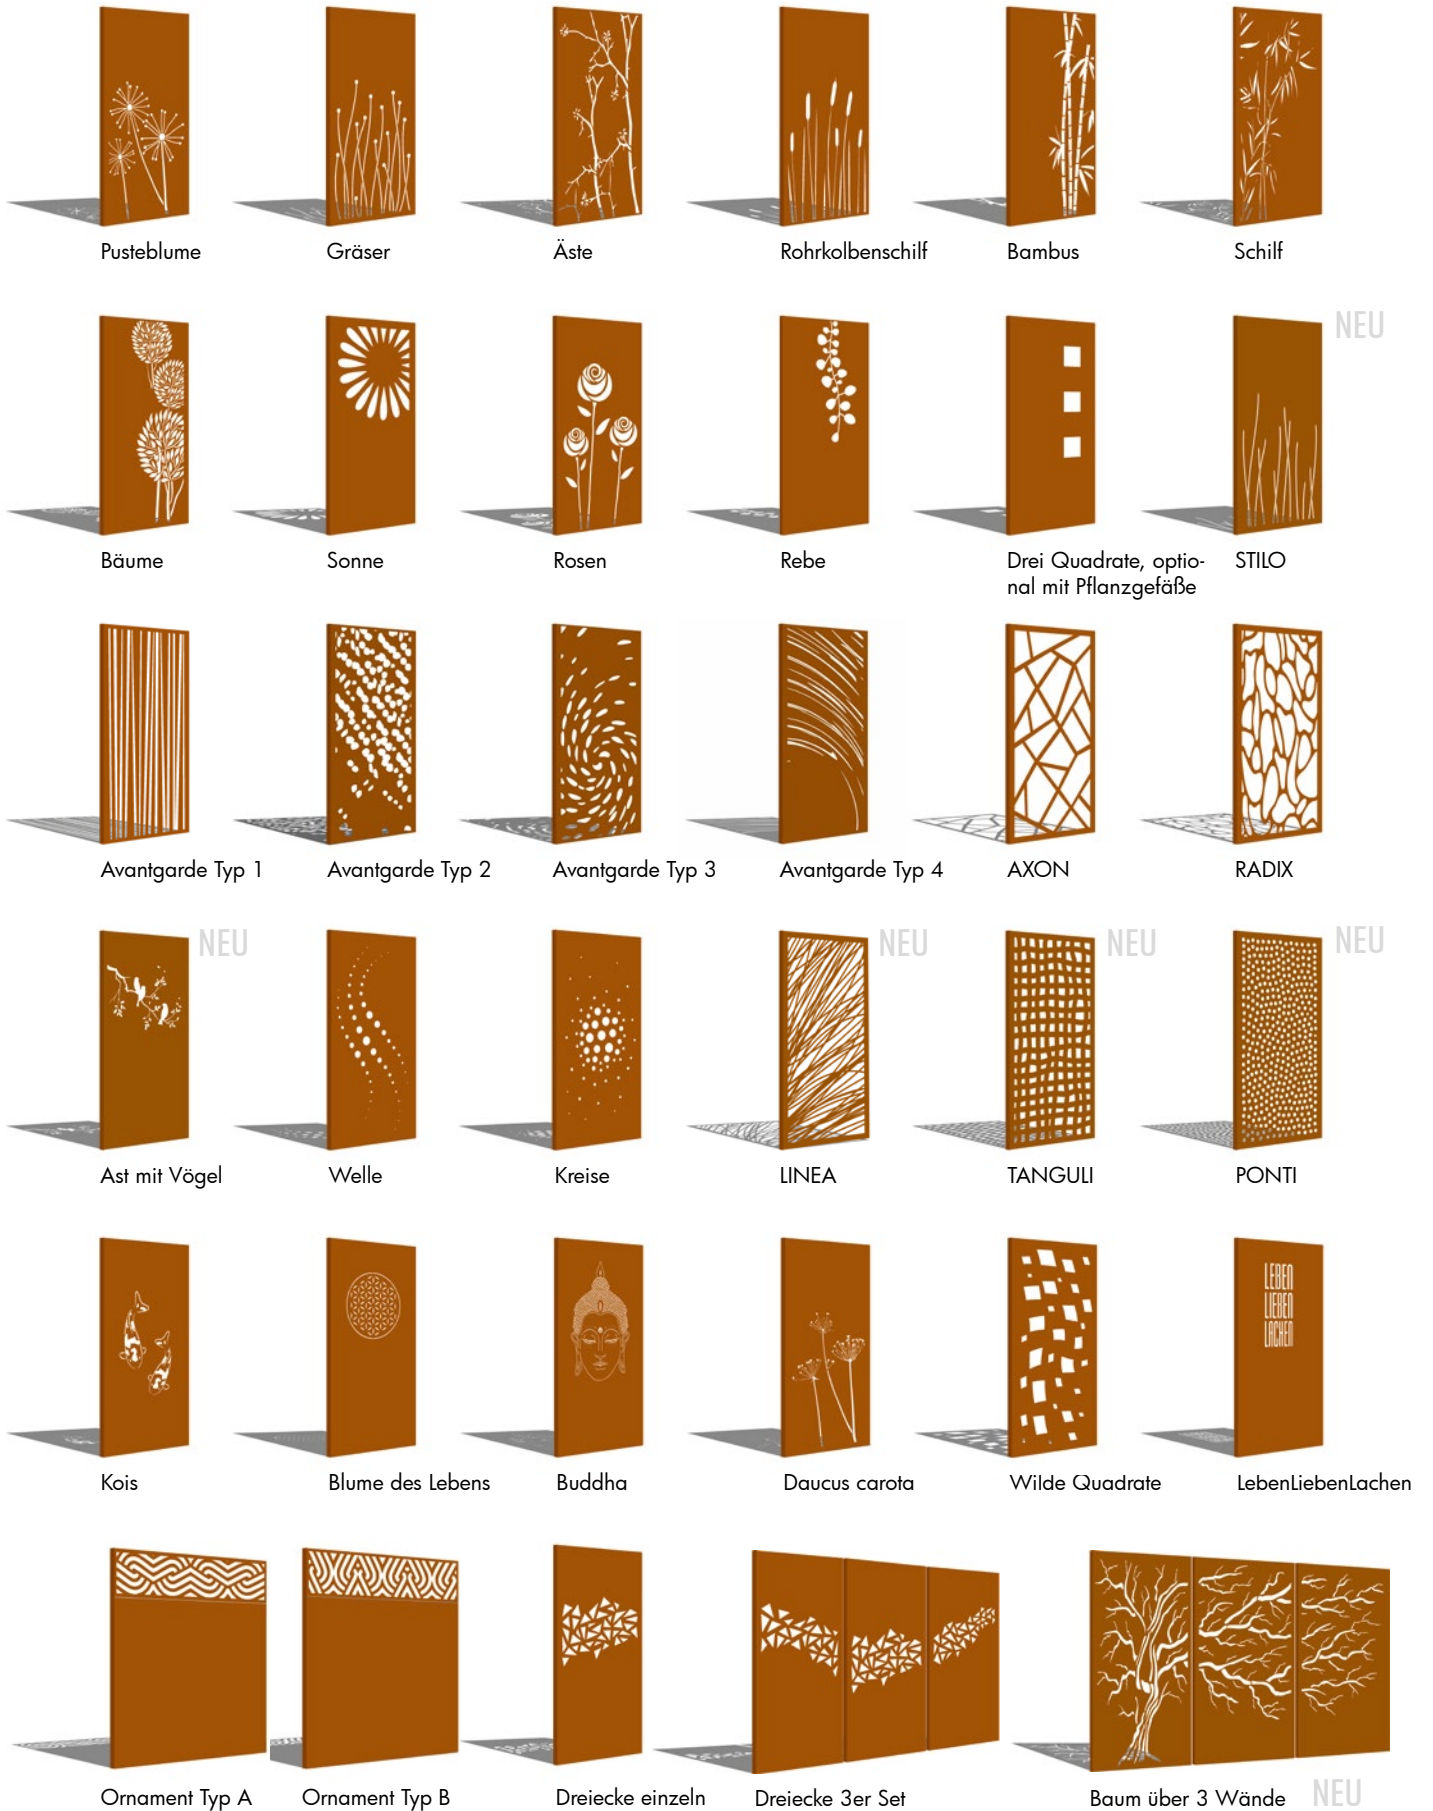 Pusteblume
Gräser
Äste
Rohrkolbenschilf
Bambus
Schilf
NEU
Bäume
Sonne
Rosen
Rebe
Drei Quadrate, optio-
nal mit Pflanzgefäße
STILO
Avantgarde Typ 1
Avantgarde Typ 2
Avantgarde Typ 3
Avantgarde Typ 4
AXON
RADIX
NEU
NEU
NEU
NEU
Ast mit Vögel
Welle
Kreise
LINEA
TANGULI
PONTI
LEBEN
LIEBEN
LACHEN
Kois
Blume des Lebens
Buddha
Daucus carota
Wilde Quadrate
LebenLiebenLachen
Ornament Typ A
Ornament Typ B
Dreiecke einzeln
Dreiecke 3er Set
Baum über 3 Wände
NEU